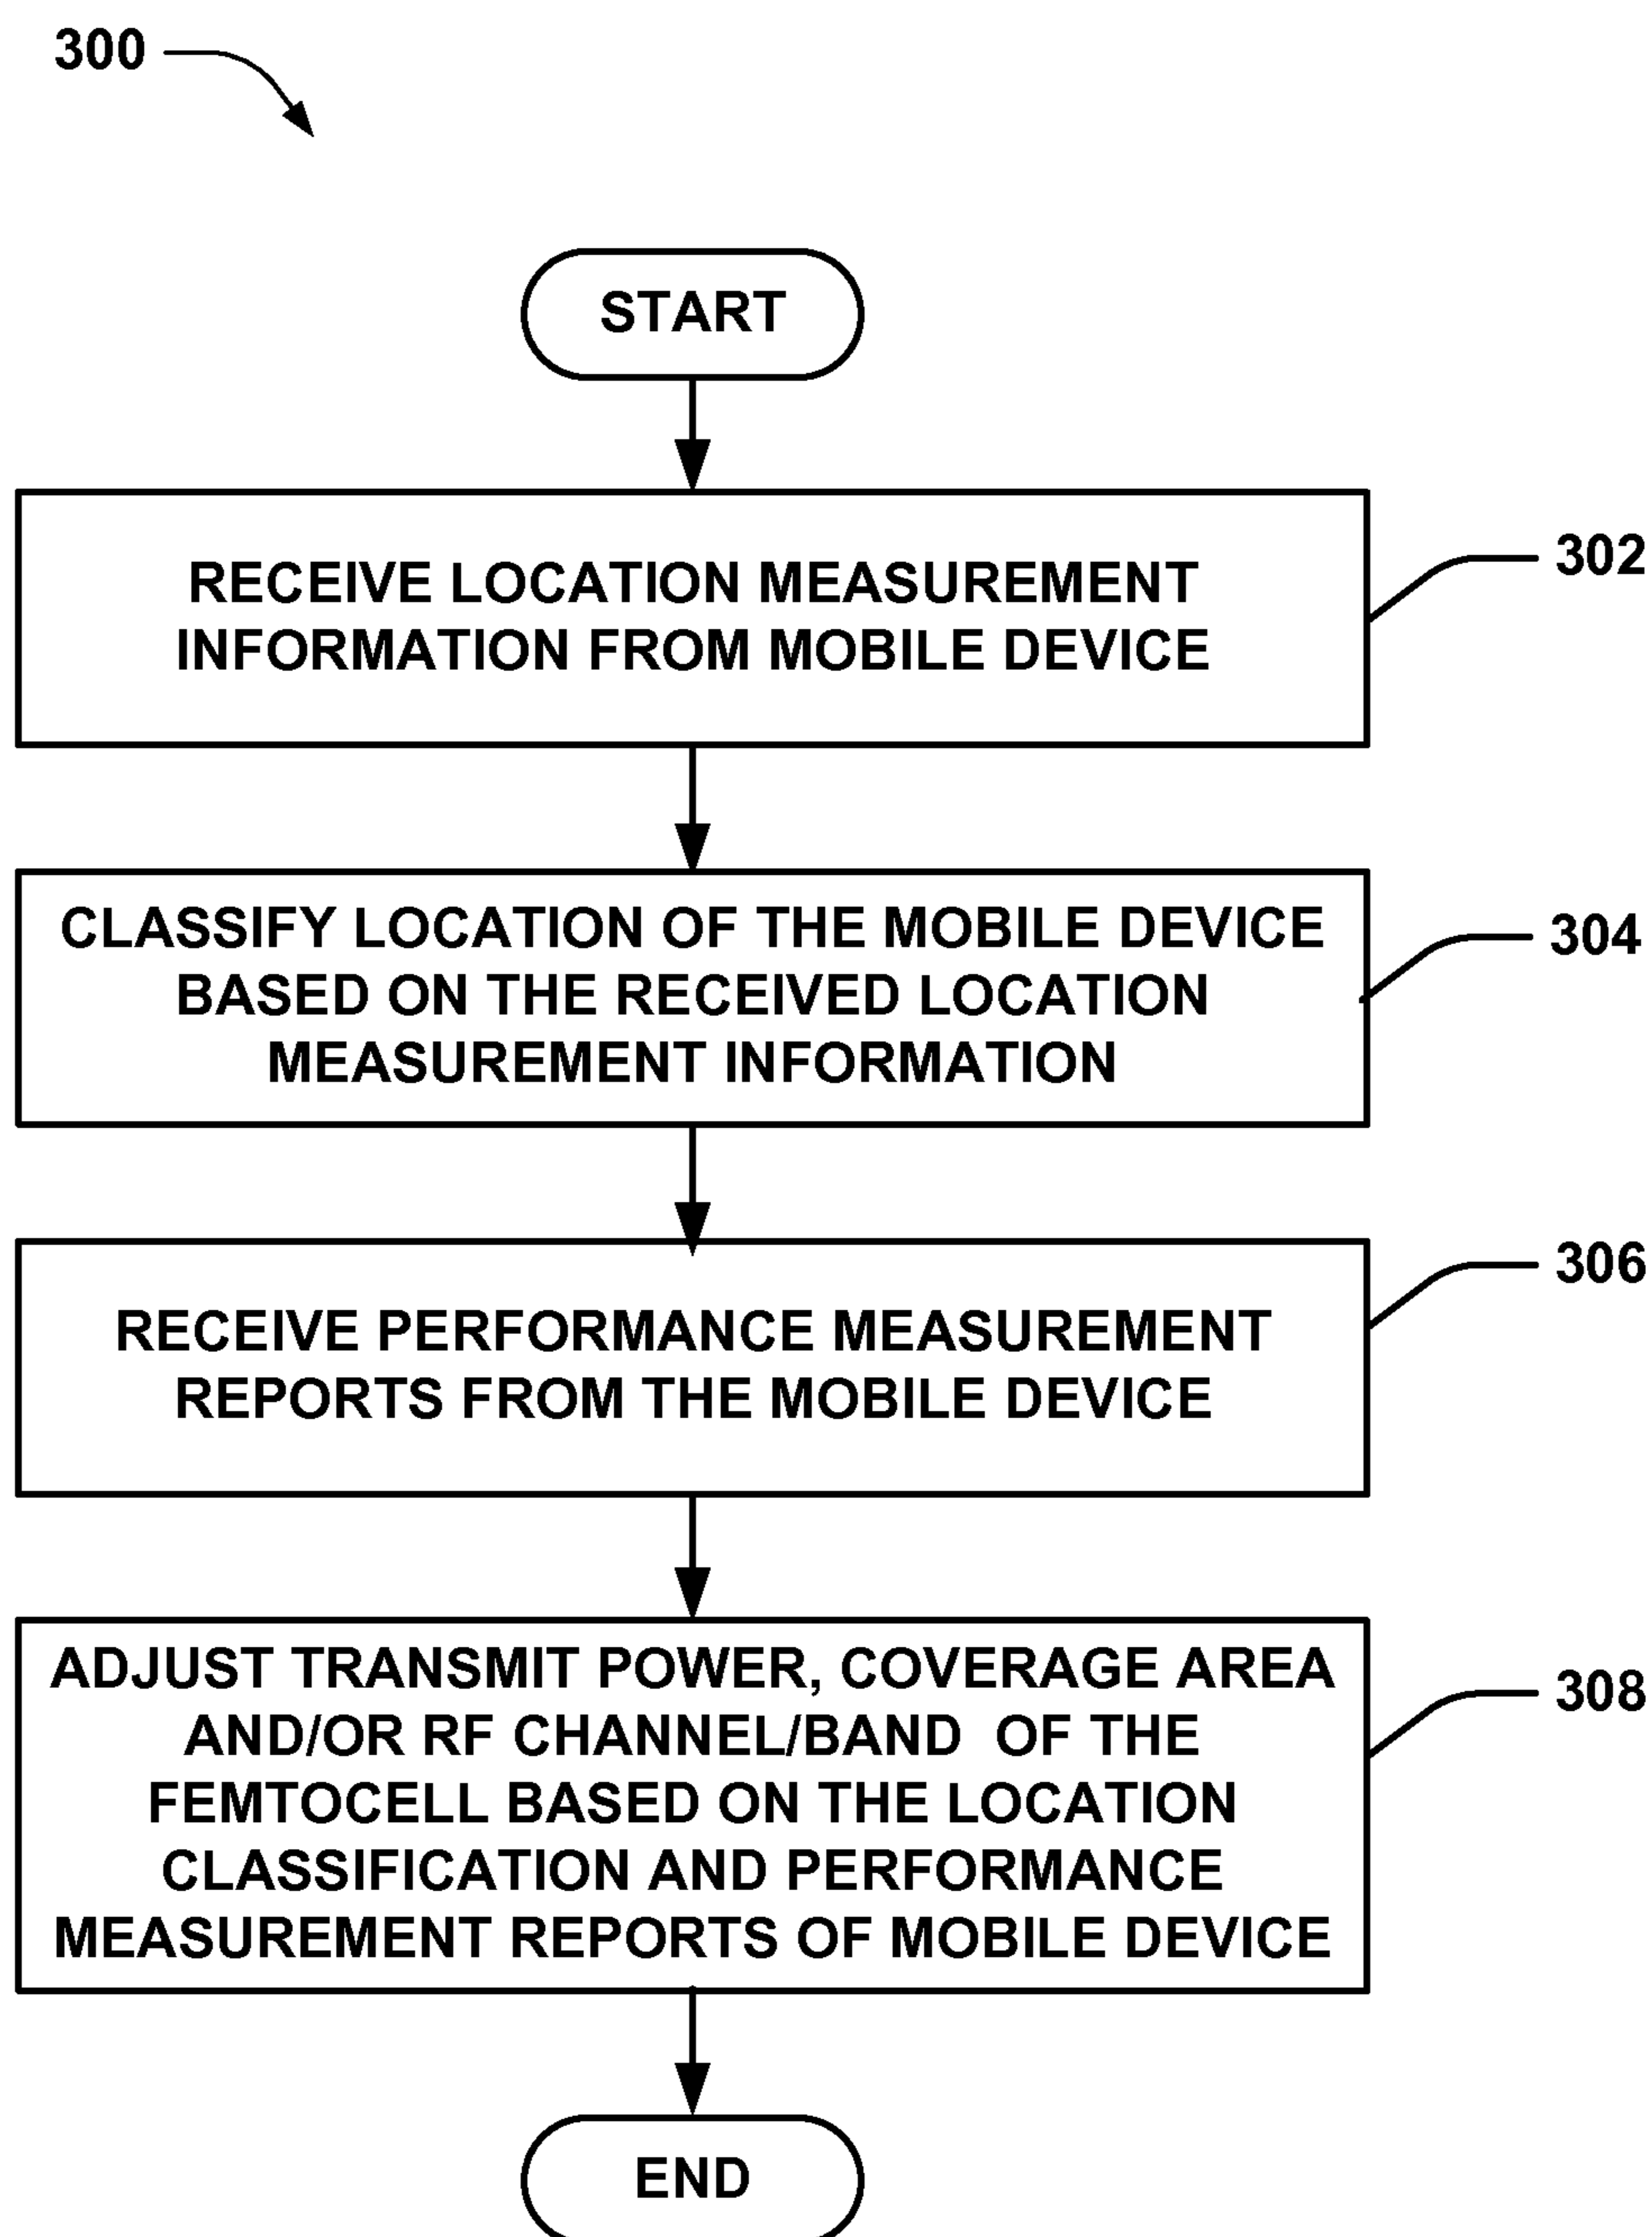 300
START
RECEIVE LOCATION MEASUREMENT
INFORMATION FROM MOBILE DEVICE
302
CLASSIFY LOCATION OF THE MOBILE DEVICE
BASED ON THE RECEIVED LOCATION
MEASUREMENT INFORMATION
304
RECEIVE PERFORMANCE MEASUREMENT
REPORTS FROM THE MOBILE DEVICE
306
ADJUST TRANSMIT POWER, COVERAGE AREA
AND/OR RF CHANNEL/BAND OF THE
FEMTOCELL BASED ON THE LOCATION
CLASSIFICATION AND PERFORMANCE
MEASUREMENT REPORTS OF MOBILE DEVICE
308
END